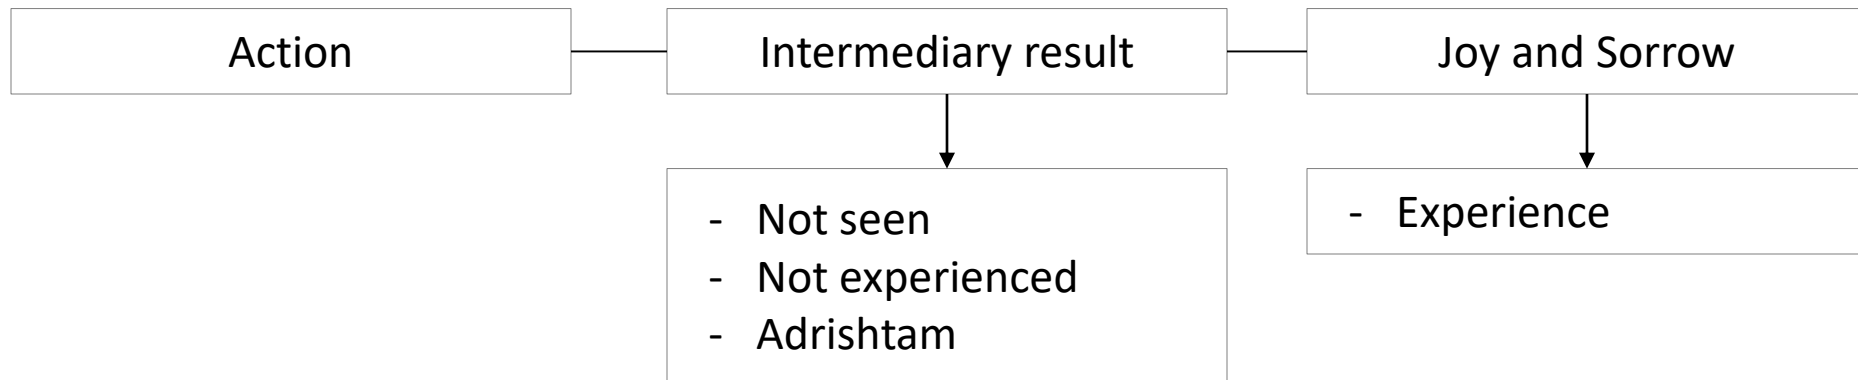 Action
Intermediary result
Joy and Sorrow
- Not seen
- Not experienced
- Adrishtam
- Experience